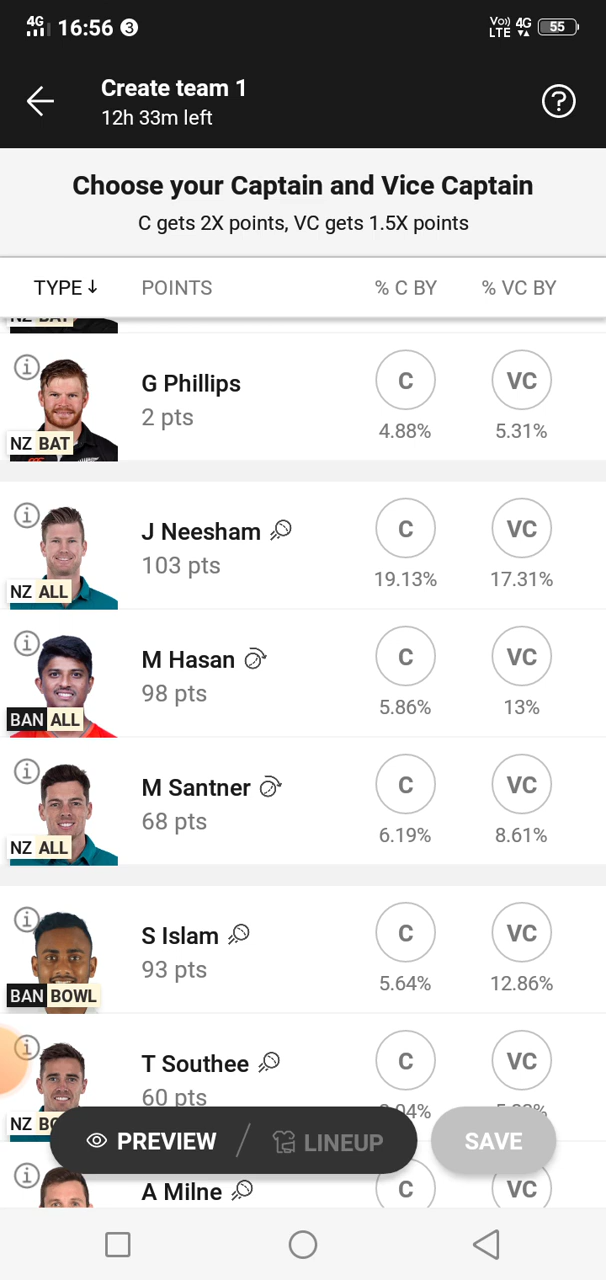 4G 16:56 3 Vo)) LTE 4G 55
Create team 1
12h 33m left
?
Choose your Captain and Vice Captain
C gets 2X points, VC gets 1.5X points
TYPE ↓ POINTS % C BY % VC BY
NZ BAT
G Phillips
2 pts
C VC
4.88% 5.31%
NZ BAT
J Neesham
103 pts
C VC
19.13% 17.31%
NZ ALL
M Hasan
98 pts
C VC
5.86% 13%
BAN ALL
M Santner
68 pts
C VC
6.19% 8.61%
NZ ALL
S Islam
93 pts
C VC
5.64% 12.86%
BAN BOWL
T Southee
60 pts
C VC
NZ
PREVIEW / LINEUP SAVE
A Milne
C VC